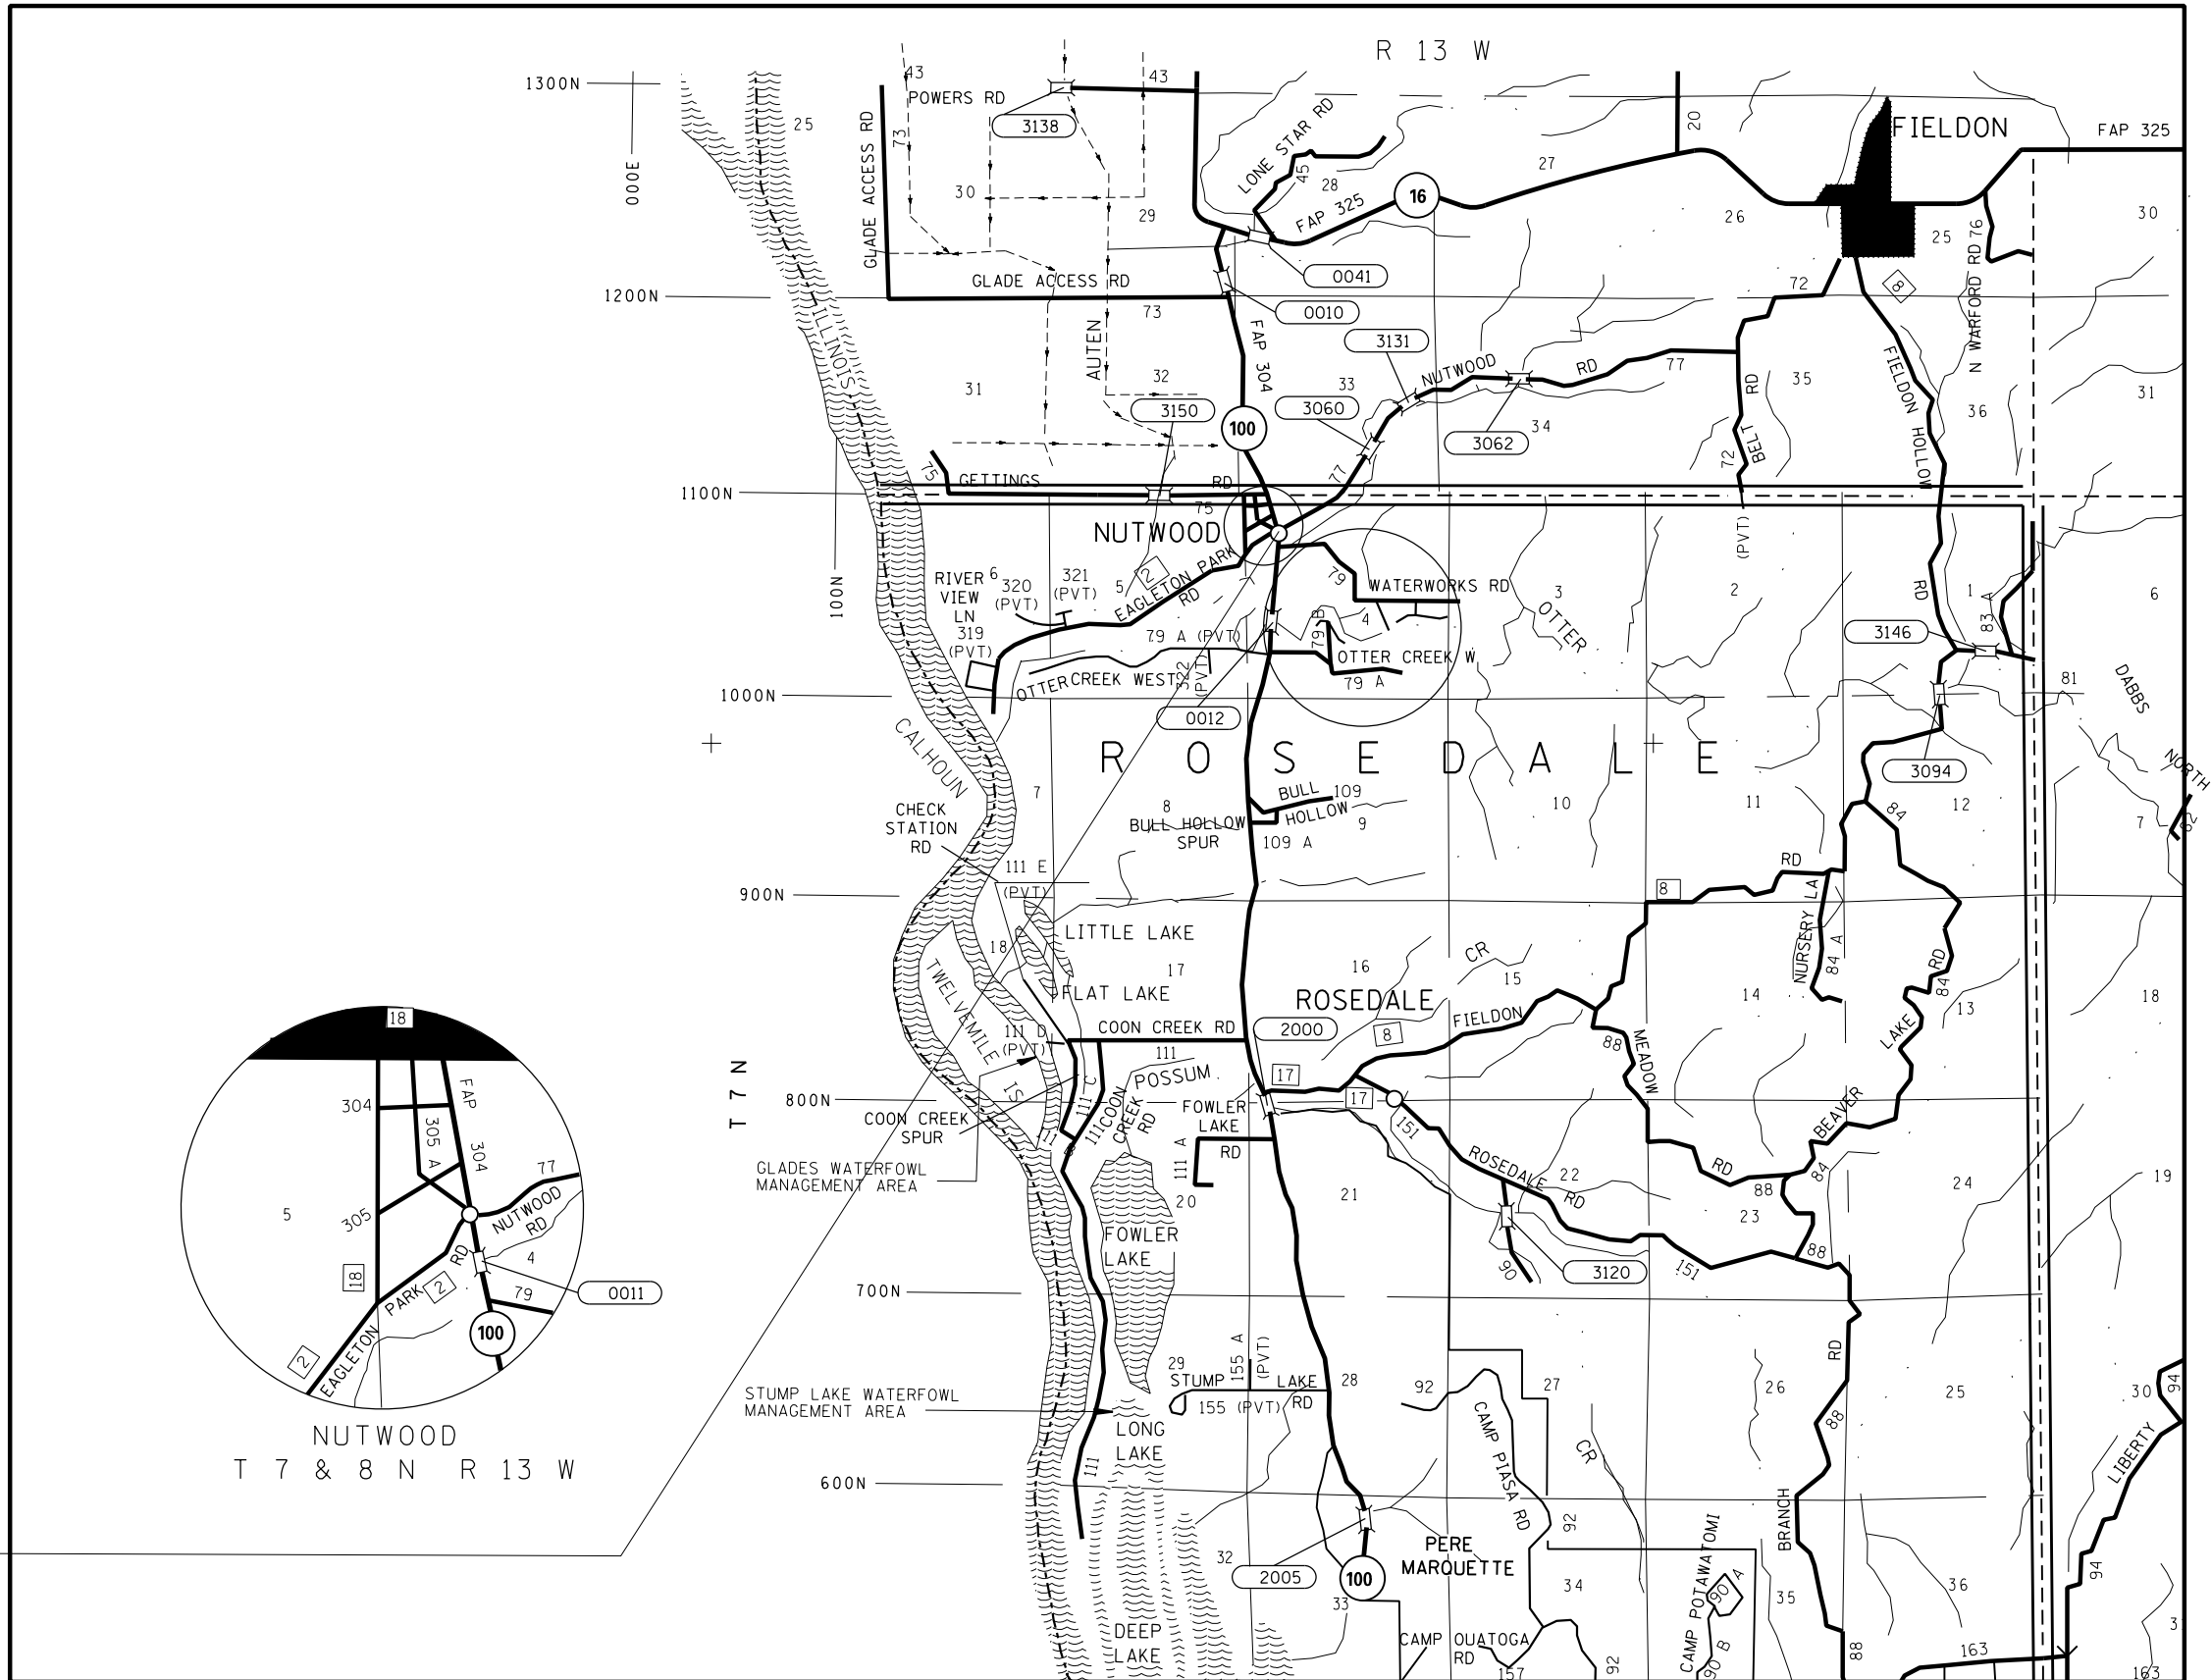 R 13 W
1300N
43
43
POWERS RD
25
3138
73
GLADE ACCESS RD
000E
30
29
LONE STAR RD
45
28
FAP 325
16
27
20
FIELDON
FAP 325
26
25
30
N WARFORD RD 76
8
72
0041
GLADE ACCESS RD
1200N
73
0010
ILLINOIS
AUTEN
FAP 304
3131
NUTWOOD
RD
77
31
32
33
35
36
31
3150
3060
34
3062
100
BELT RD
72
FIELDON HOLLOW
RD
75
GETTINGS
RD
77
1100N
75
NUTWOOD
(PVT)
RIVER
VIEW
LN
6
320
(PVT)
321
(PVT)
5
2
EAGLETON PARK
RD
79
WATERWORKS RD
3
2
1
6
100N
319
(PVT)
79 A (PVT)
79 B
4
OTTER
83 A
3146
OTTER CREEK W
OTTER CREEK WEST
322
(PVT)
79 A
1000N
0012
81
DABBS
CALHOUN
R O S E D A L E
3094
NORTH
82
7
8
BULL
HOLLOW
109
9
10
11
12
7
84
CHECK
STATION
RD
BULL HOLLOW
SPUR
109 A
111 E
(PVT)
RD
8
900N
NURSERY LA
84 A
LITTLE LAKE
18
17
16
CR
15
14
13
18
RD
84
LAKE
TWELVEMILE IS
FLAT LAKE
ROSEDALE
FIELDON
8
COON CREEK RD
2000
111 D
(PVT)
88
MEADOW
111
POSSUM
17
17
T 7 N
800N
111 C
COON
CREEK
RD
111
FOWLER
LAKE
RD
COON CREEK
SPUR
111
B
151
BEAVER
84
GLADES WATERFOWL
MANAGEMENT AREA
111 A
ROSEDALE
RD
22
RD
88
24
19
20
21
23
88
18
304
305 A
FAP
304
77
NUTWOOD
RD
5
305
4
18
2
RD
PARK
EAGLETON
2
79
0011
100
NUTWOOD
T 7 & 8 N R 13 W
FOWLER
LAKE
90
3120
151
700N
155 A
(PVT)
29
STUMP
LAKE
RD
28
92
27
26
RD
25
30
94
STUMP LAKE WATERFOWL
MANAGEMENT AREA
155 (PVT)
LONG
LAKE
CAMP PIASA RD
CR
88
LIBERTY
111
600N
BRANCH
92
PERE
MARQUETTE
32
2005
100
33
34
CAMP POTAWATOMI
90 A
90 B
35
36
94
DEEP
LAKE
CAMP OUATOGA
RD
157
92
88
163
163